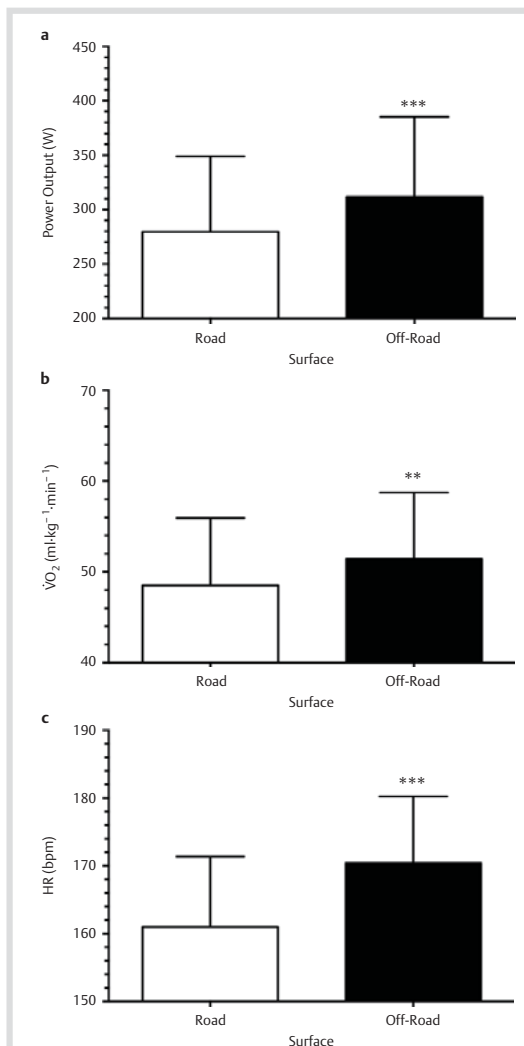 a
450
400
350
300
250
200
Power Output (W)
***
Road Off-Road
Surface
b
70
60
50
40
V̇O₂ (ml·kg⁻¹·min⁻¹)
**
Road Off-Road
Surface
c
190
180
170
160
150
HR (bpm)
***
Road Off-Road
Surface